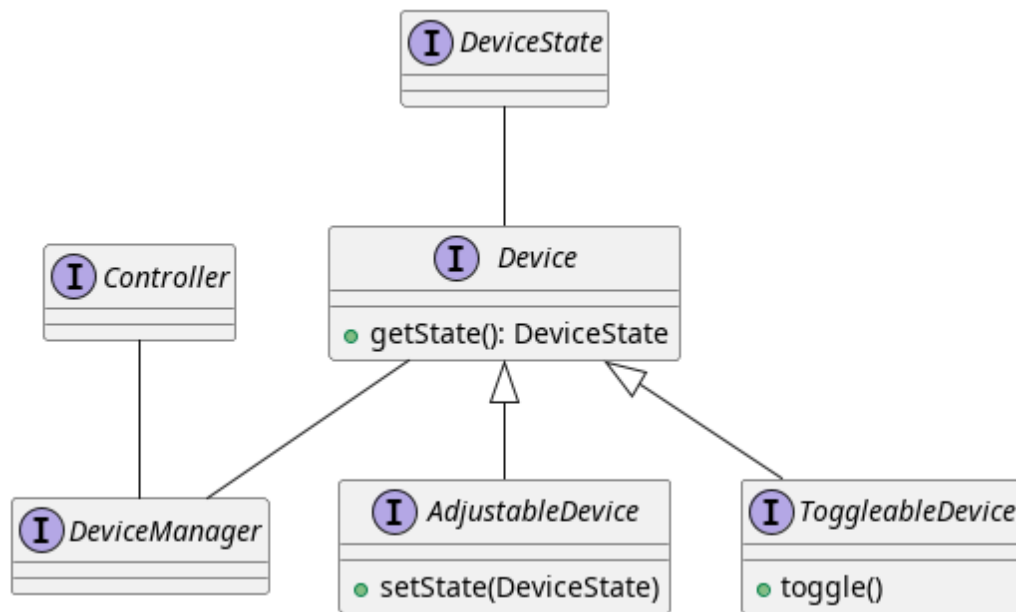 I DeviceState
I Device
getState(): DeviceState
I Controller
I DeviceManager
I AdjustableDevice
setState(DeviceState)
I ToggleableDevice
toggle()